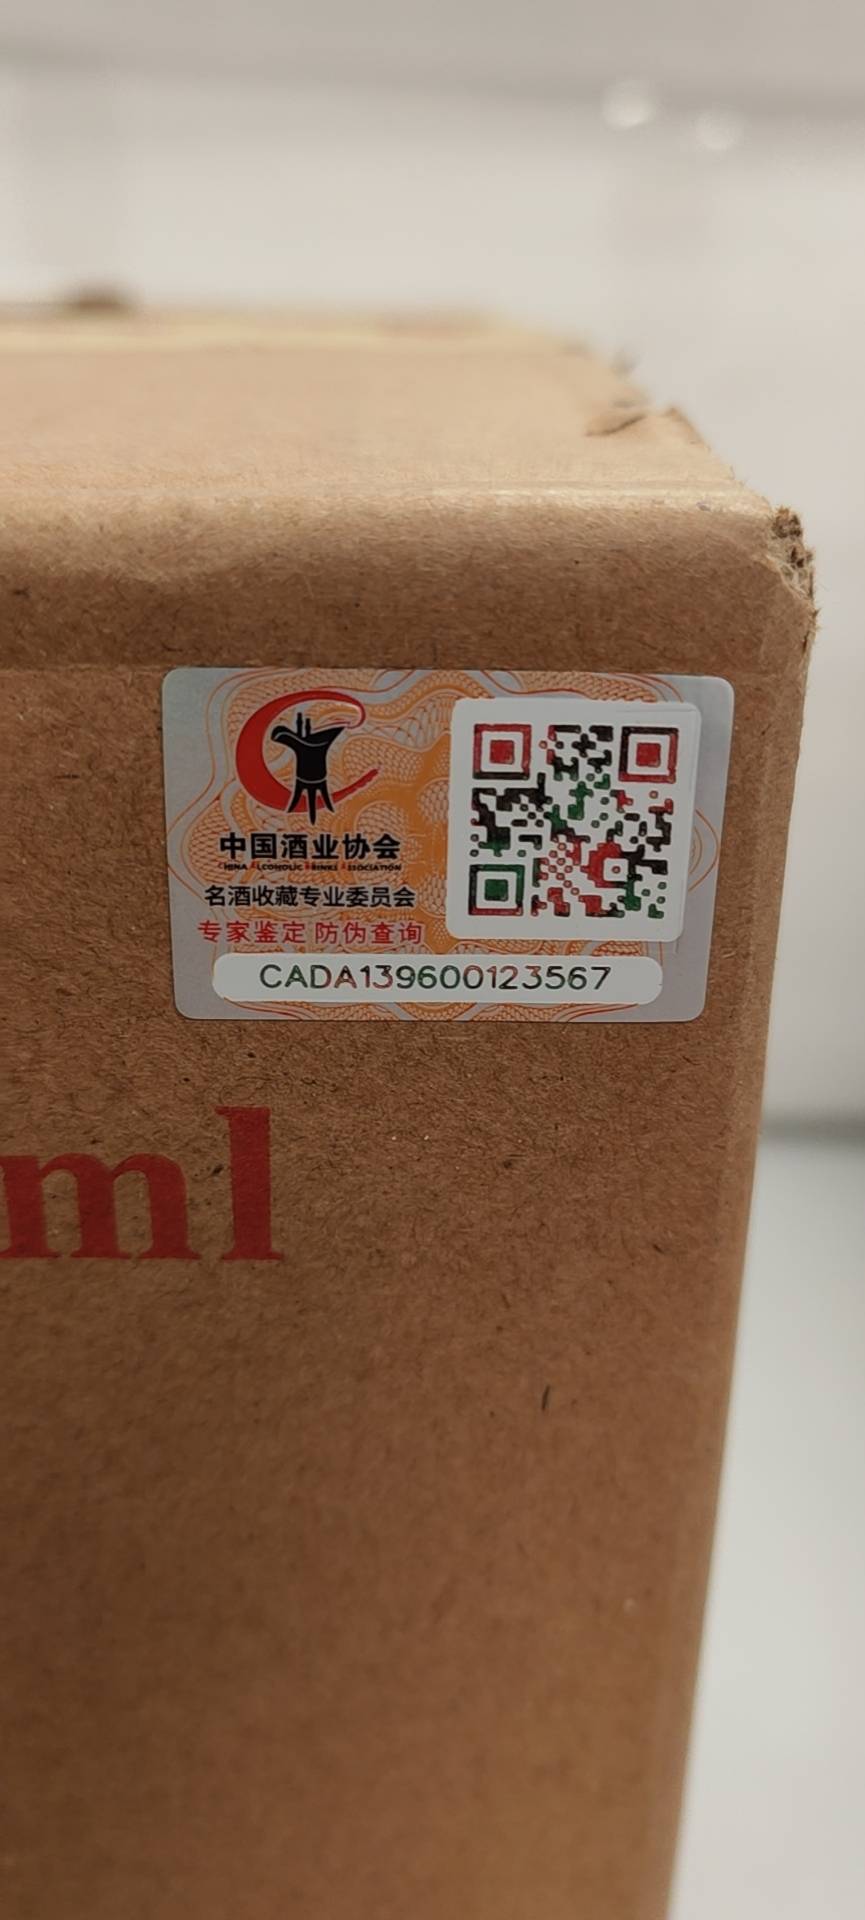 中国酒业协会
CHINA ALCOHOLIC DRINKS ASSOCIATION
名酒收藏专业委员会
专家鉴定 防伪查询
CADA139600123567
ml